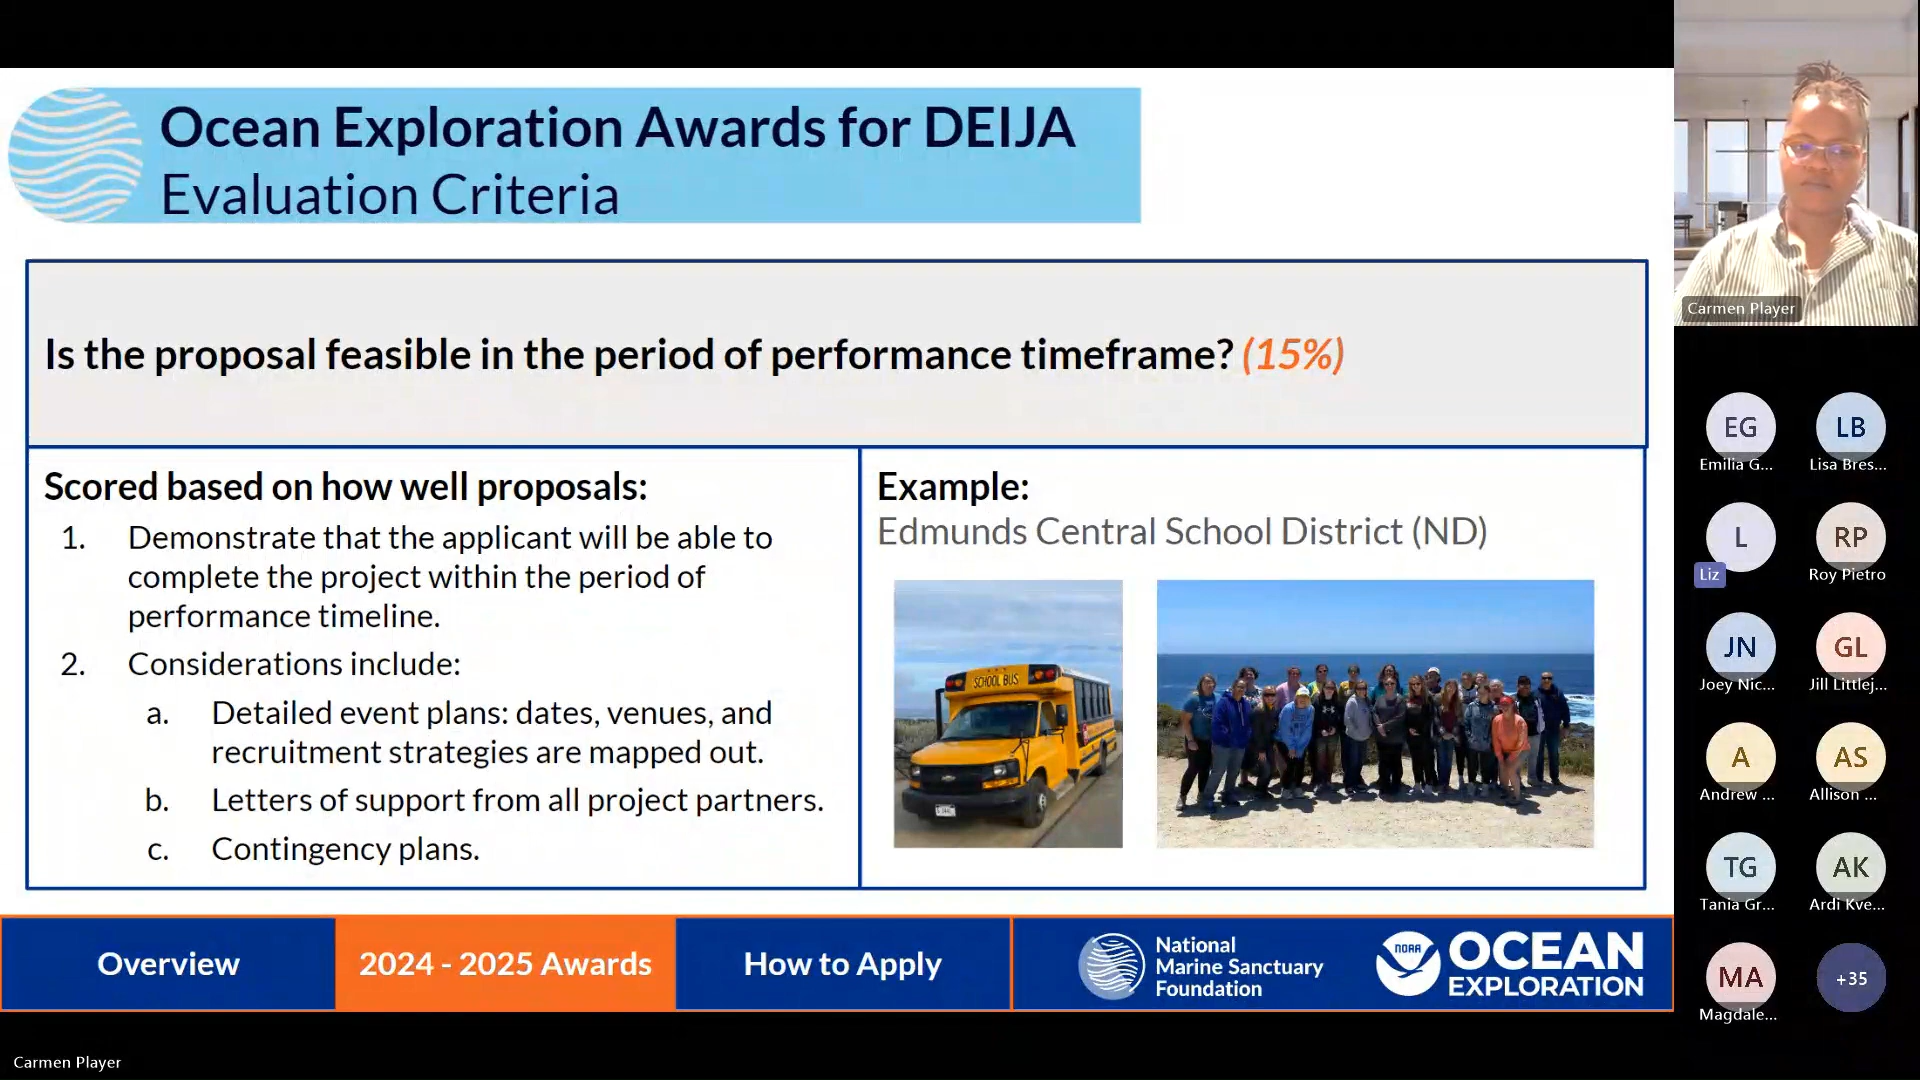 Ocean Exploration Awards for DEIJA
Evaluation Criteria
Is the proposal feasible in the period of performance timeframe? (15%)
Scored based on how well proposals:
1. Demonstrate that the applicant will be able to
complete the project within the period of
performance timeline.
2. Considerations include:
a. Detailed event plans: dates, venues, and
recruitment strategies are mapped out.
b. Letters of support from all project partners.
c. Contingency plans.
Example:
Edmunds Central School District (ND)
SCHOOL BUS
Overview
2024 - 2025 Awards
How to Apply
National
Marine Sanctuary
Foundation
NOAA
OCEAN
EXPLORATION
Carmen Player
EG
Emilia G...
LB
Lisa Bres...
L
Liz
RP
Roy Pietro
JN
Joey Nic...
GL
Jill Littlej...
A
Andrew ...
AS
Allison ...
TG
Tania Gr...
AK
Ardi Kve...
MA
Magdale...
+35
Carmen Player